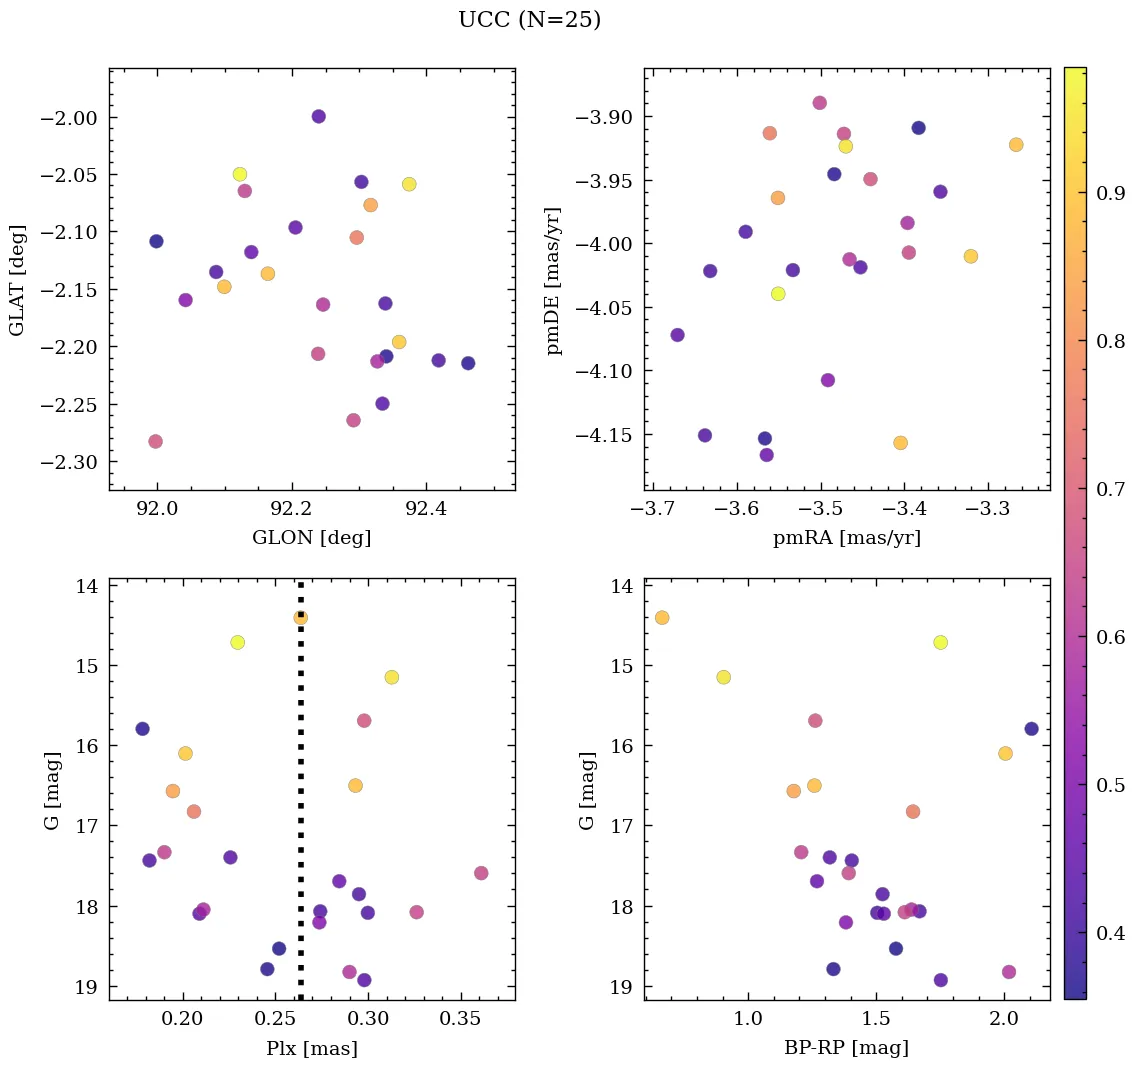 UCC (N=25)
−2.00
−2.05
−2.10
−2.15
−2.20
−2.25
−2.30
GLAT [deg]
92.0 92.2 92.4
GLON [deg]
−3.90
−3.95
−4.00
−4.05
−4.10
−4.15
pmDE [mas/yr]
−3.7 −3.6 −3.5 −3.4 −3.3
pmRA [mas/yr]
14
15
16
17
18
19
G [mag]
0.20 0.25 0.30 0.35
Plx [mas]
14
15
16
17
18
19
G [mag]
1.0 1.5 2.0
BP-RP [mag]
0.9
0.8
0.7
0.6
0.5
0.4